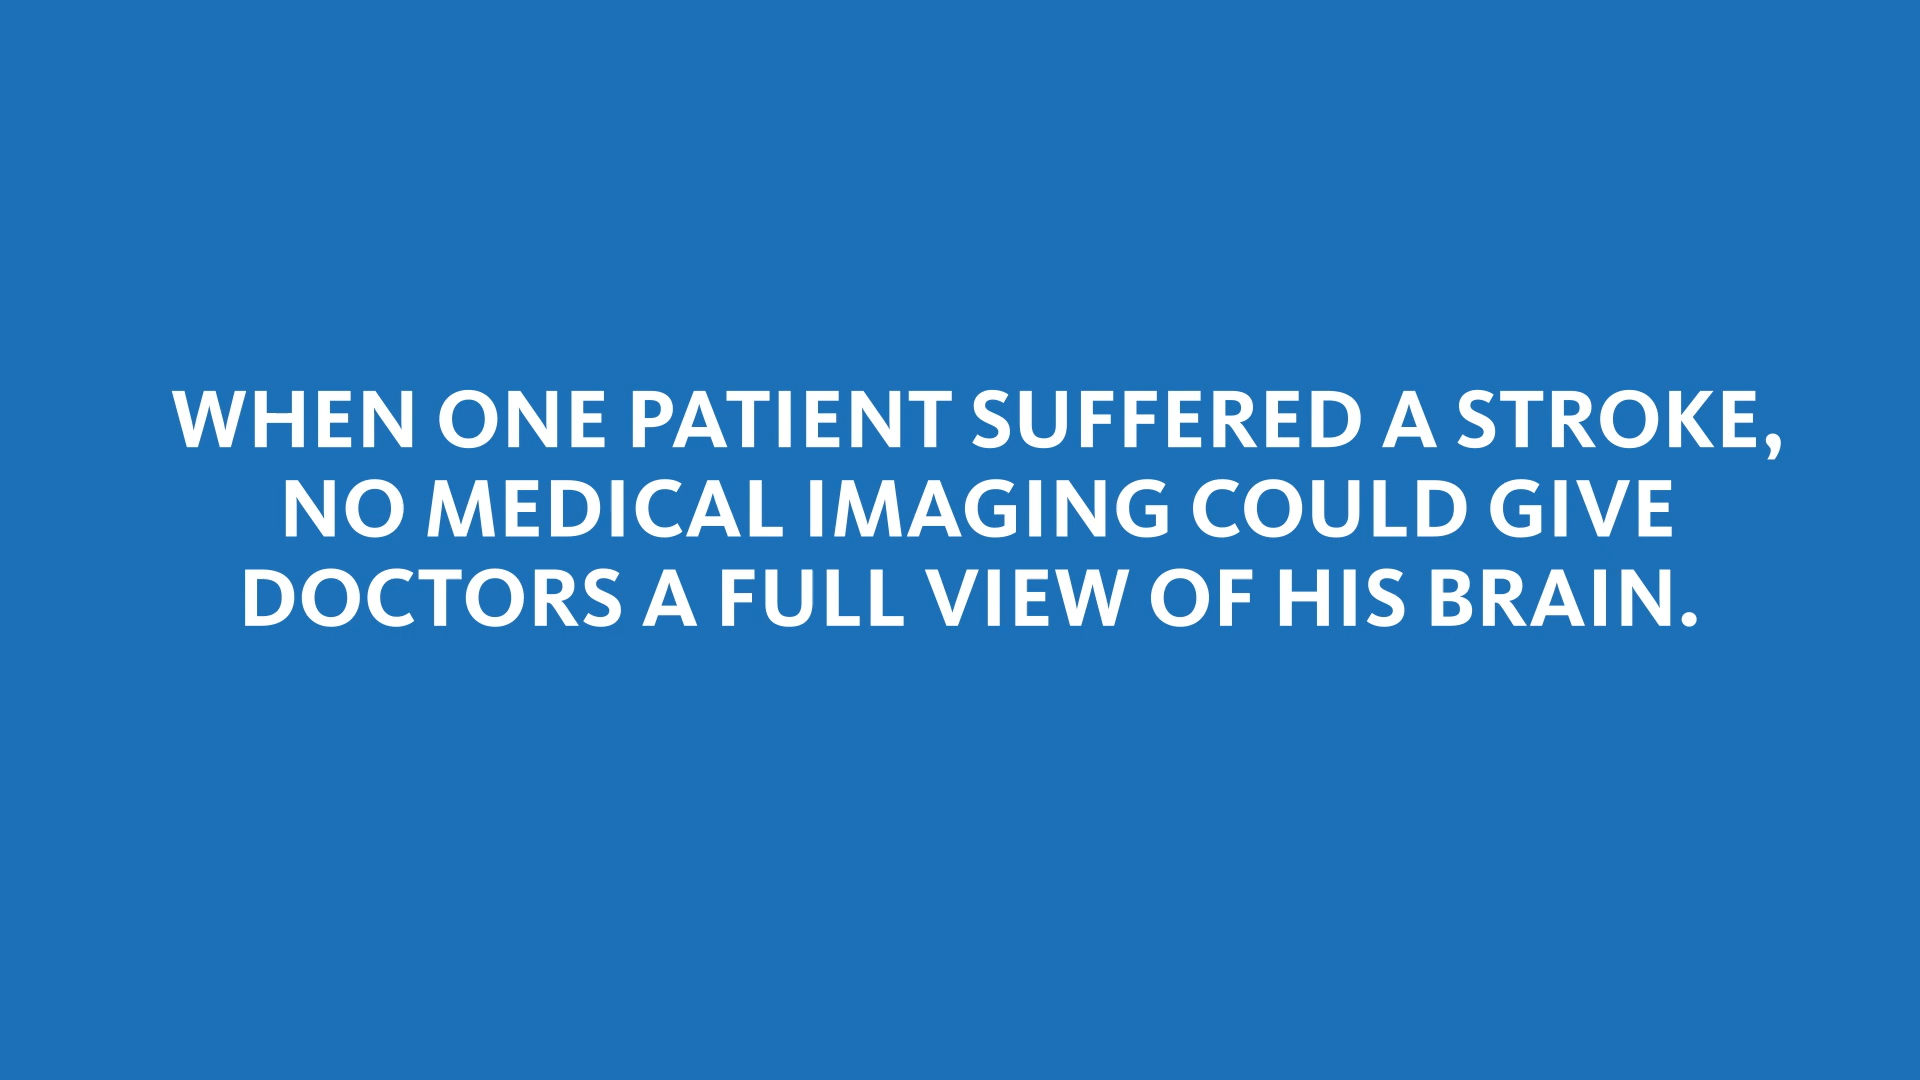 WHEN ONE PATIENT SUFFERED A STROKE,
NO MEDICAL IMAGING COULD GIVE
DOCTORS A FULL VIEW OF HIS BRAIN.